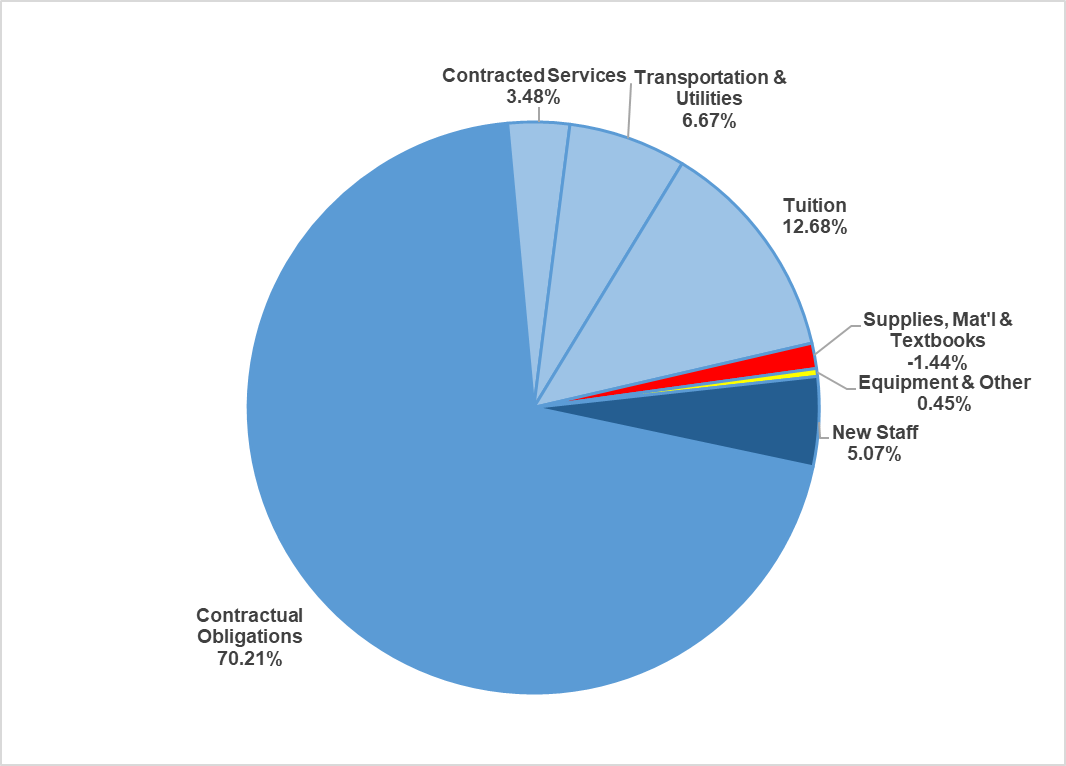 Contracted Services
3.48%
Transportation &
Utilities
6.67%
Tuition
12.68%
Supplies, Mat'l &
Textbooks
-1.44%
Equipment & Other
0.45%
New Staff
5.07%
Contractual
Obligations
70.21%